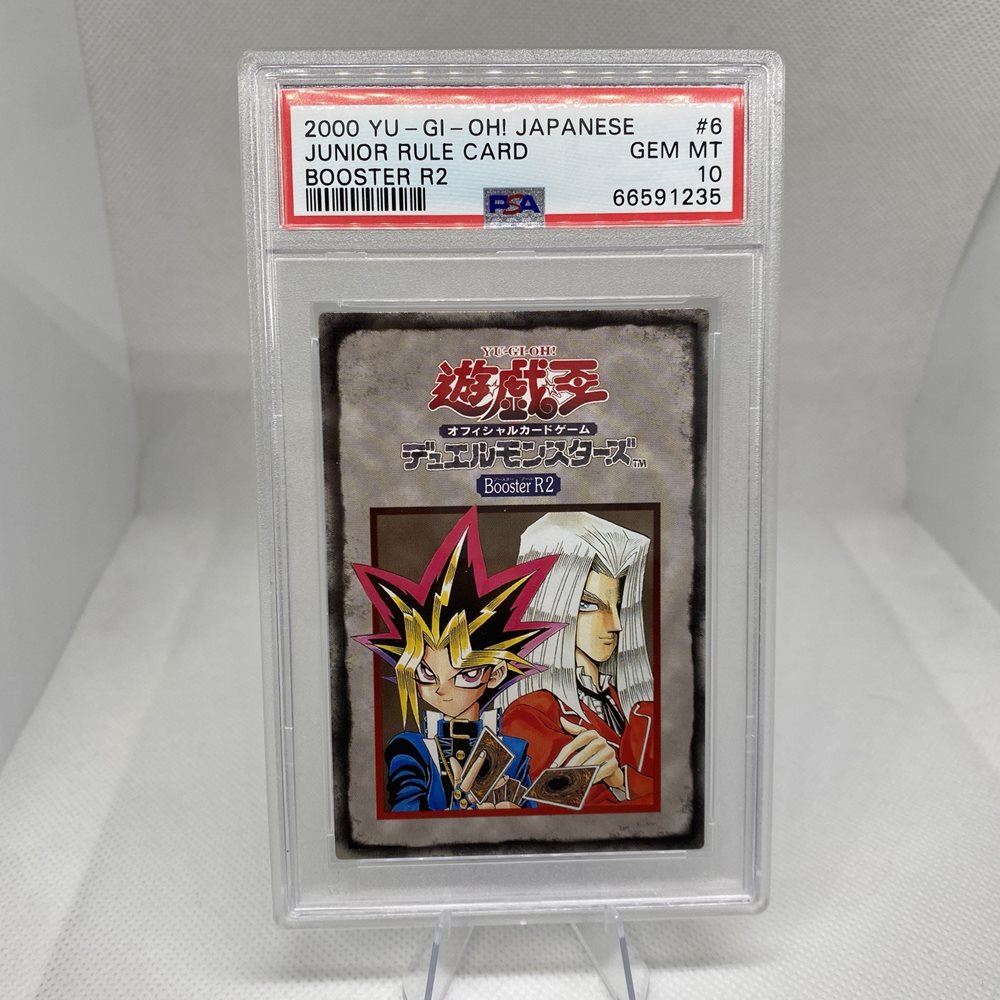 2000 YU-GI-OH! JAPANESE #6
JUNIOR RULE CARD GEM MT
BOOSTER R2 10
PSA 66591235
YU-GI-OH!
遊戯王
オフィシャルカードゲーム
デュエルモンスターズ™
Booster R2